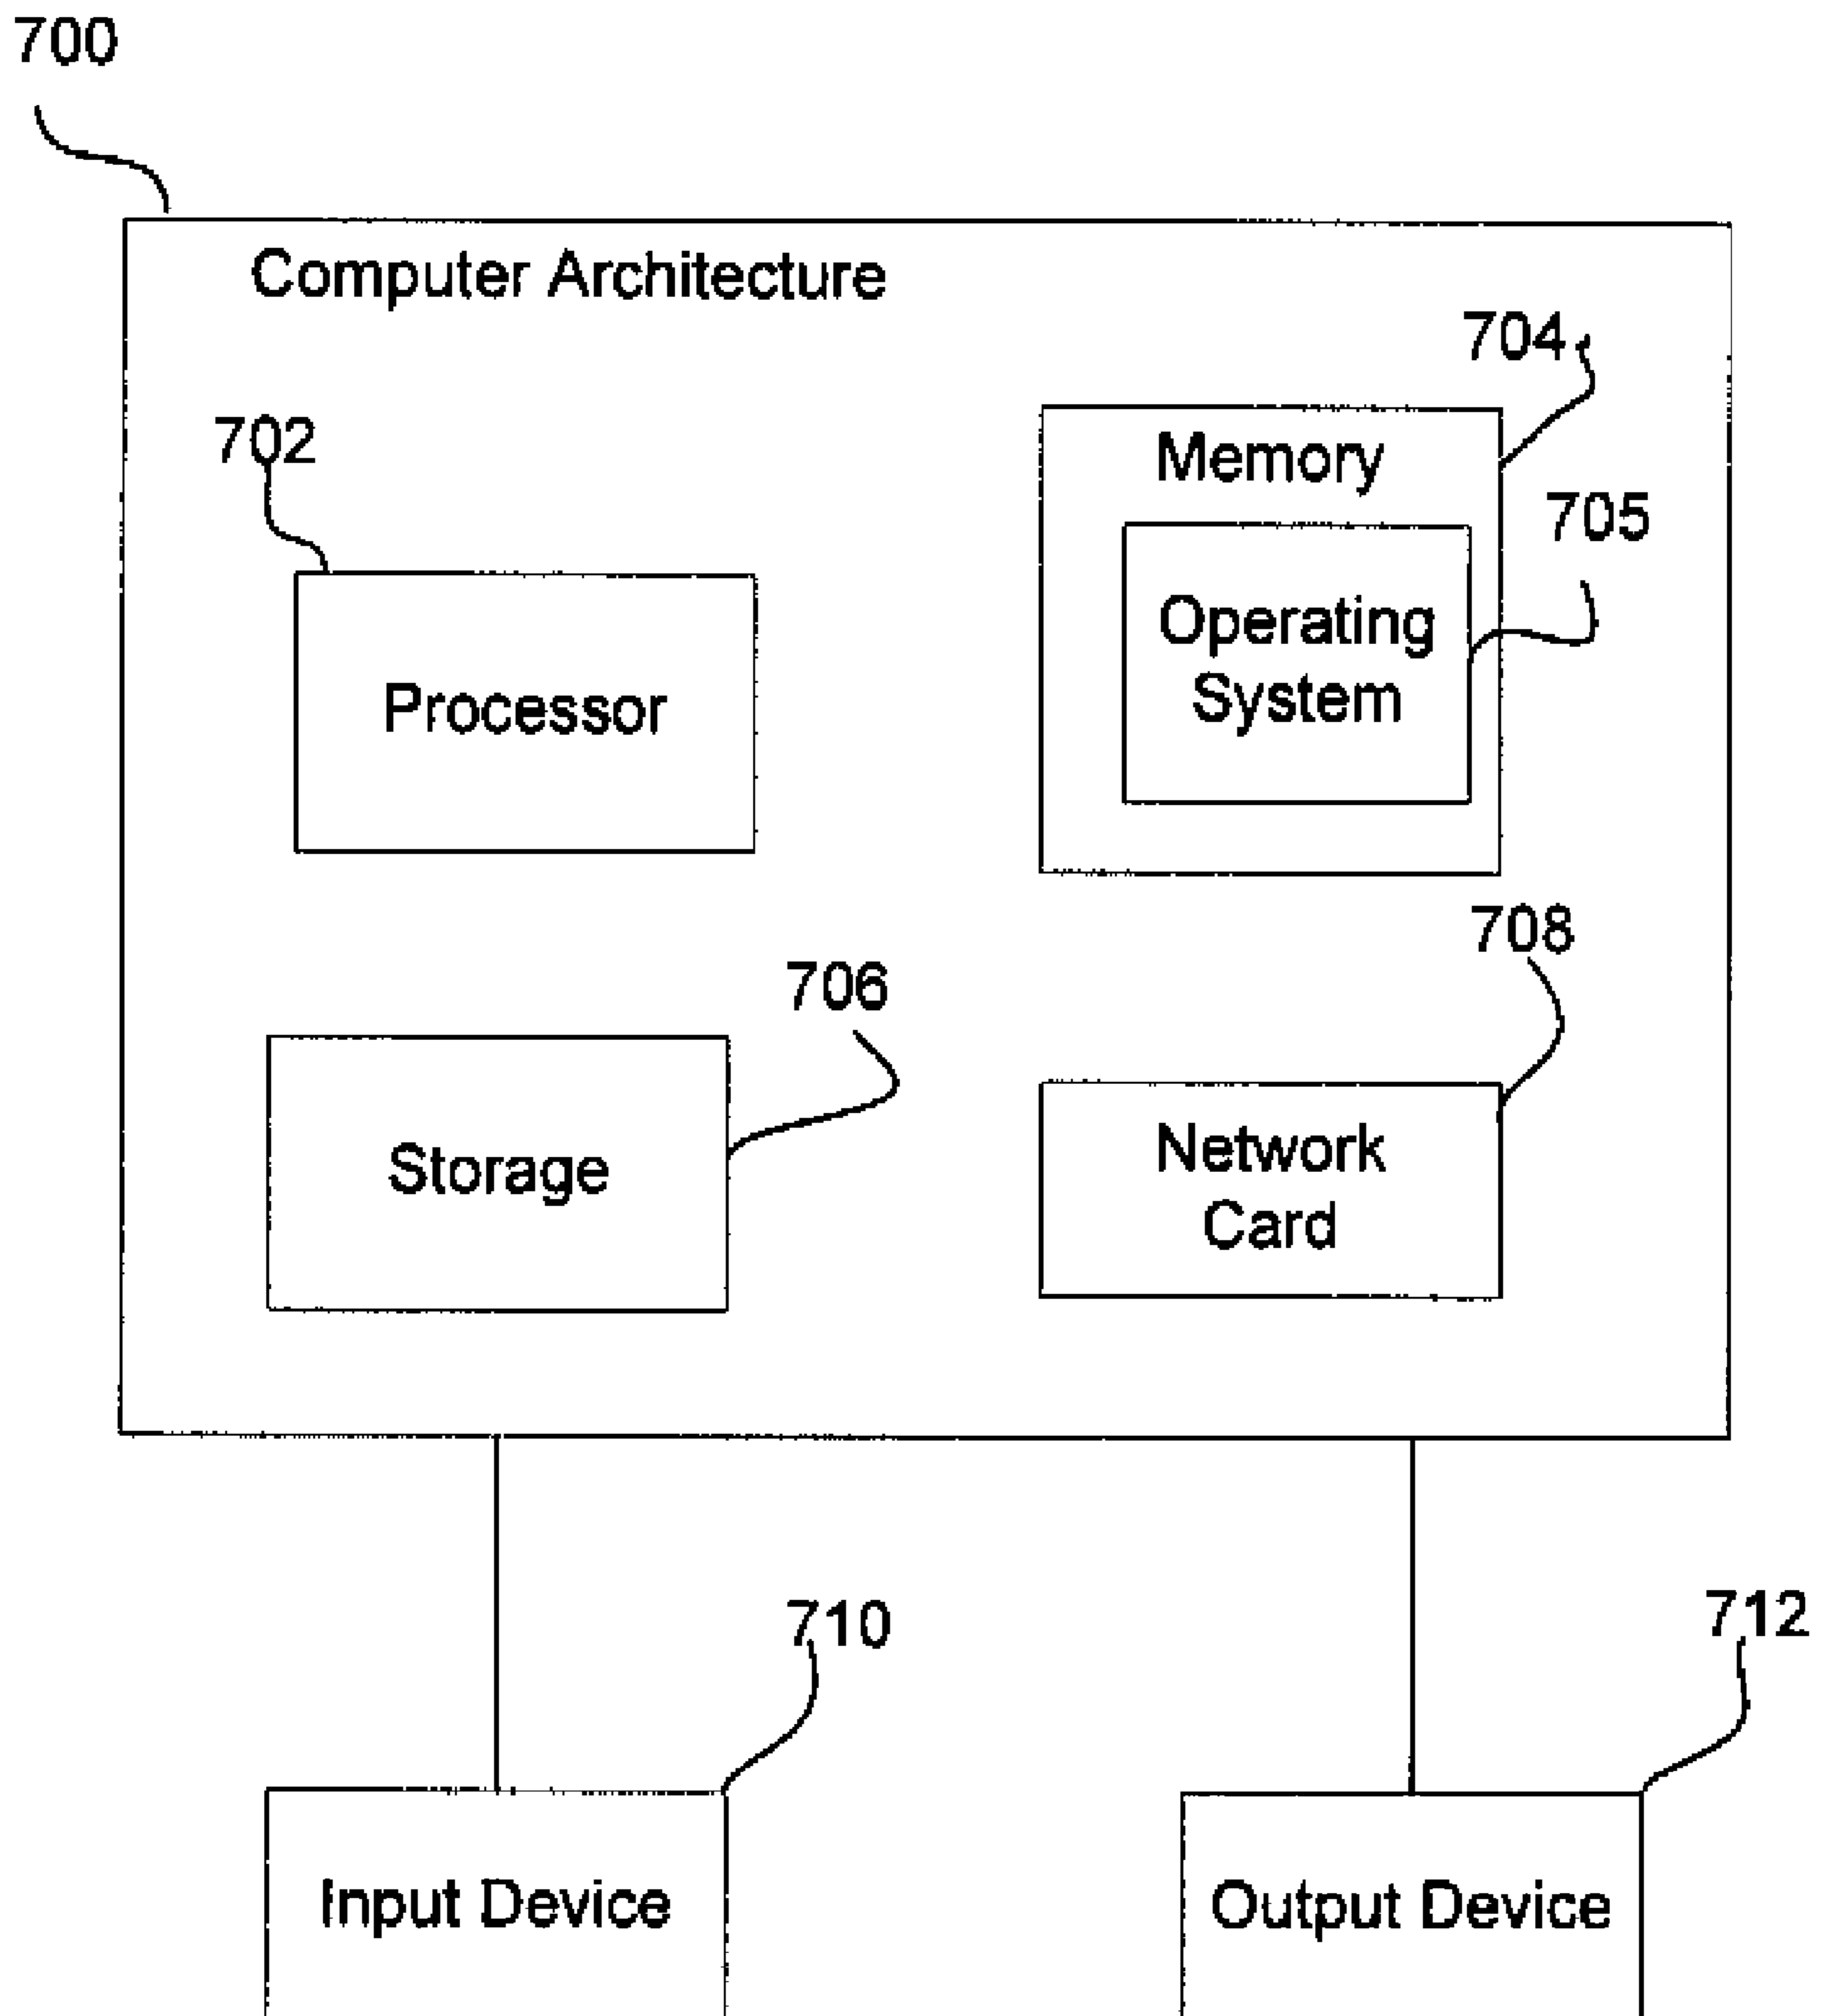 700
Computer Architecture
704
702
Memory
705
Operating
System
Processor
708
706
Network
Card
Storage
710
712
Input Device
Output Device